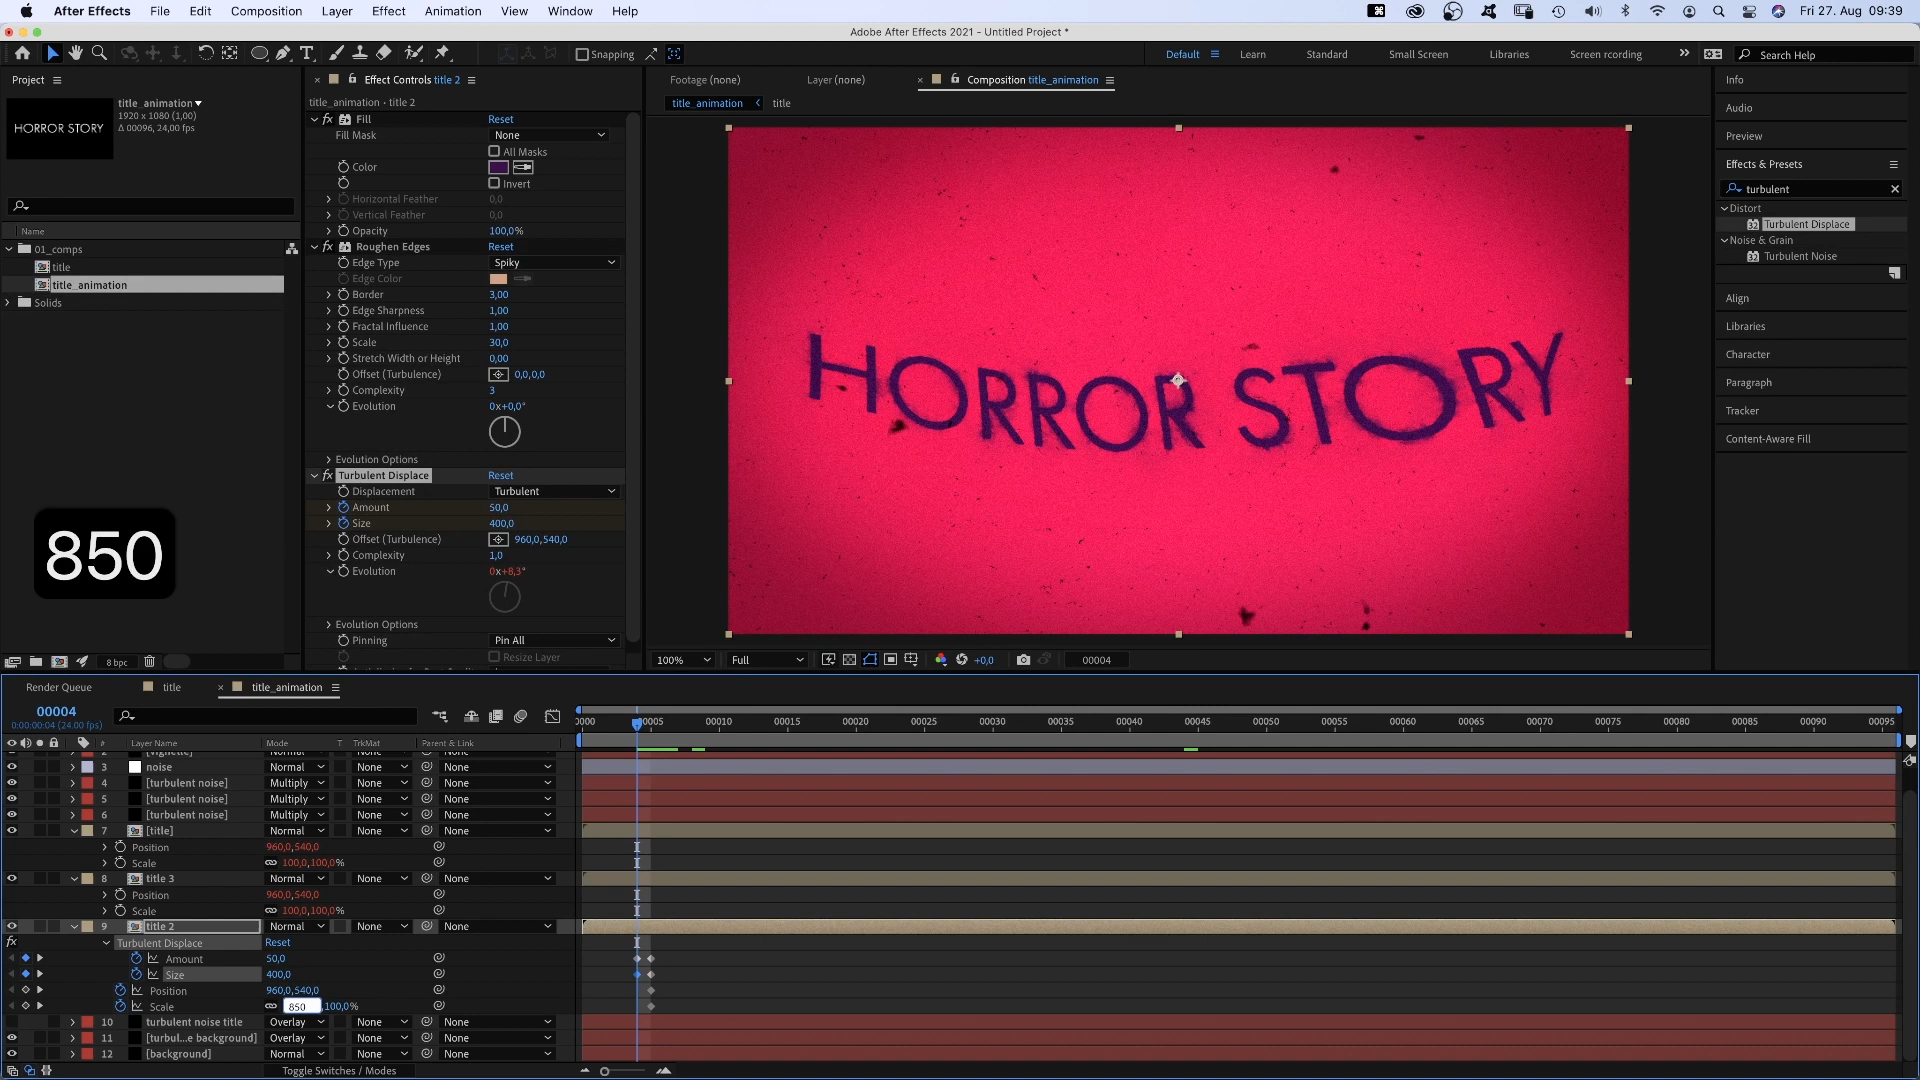 After Effects File Edit Composition Layer Effect Animation View Window Help Fri 27. Aug 09:39
Adobe After Effects 2021 - Untitled Project *
Snapping Default Learn Standard Small Screen Libraries Screen rcording Search Help
Project Effect Controls title 2 Footage (none) Layer (none) Composition title_animation Info
title_animation
1920 x 1080 (1,00)
Δ 00096, 24,00 fps
HORROR STORY
title_animation · title 2
title_animation title
Audio
Preview
Effects & Presets
turbulent
Distort
Turbulent Displace
Noise & Grain
Turbulent Noise
Align
Libraries
Character
Paragraph
Tracker
Content-Aware Fill
Name
01_comps
title
title_animation
Solids
fx Fill Reset
Fill Mask None
All Masks
Color
Invert
Horizontal Feather 0,0
Vertical Feather 0,0
Opacity 100,0%
fx Roughen Edges Reset
Edge Type Spiky
Edge Color
Border 3,00
Edge Sharpness 1,00
Fractal Influence 1,00
Scale 30,0
Stretch Width or Height 0,00
Offset (Turbulence) 0,0,0,0
Complexity 3
Evolution 0x+0,0°
Evolution Options
fx Turbulent Displace Reset
Displacement Turbulent
Amount 50,0
Size 400,0
Offset (Turbulence) 960,0,540,0
Complexity 1,0
Evolution 0x+8,3°
Evolution Options
Pinning Pin All
Resize Layer
HORROR STORY
850
8 bpc
100% Full +0,0 00004
Render Queue title title_animation
00004
0:00:00:04 (24.00 fps)
0000 00005 00010 00015 00020 00025 00030 00035 00040 00045 00050 00055 00060 00065 00070 00075 00080 00085 00090 00095
# Layer Name Mode T TrkMat Parent & Link
2 [vignette] Normal None None
3 noise Normal None None
4 [turbulent noise] Multiply None None
5 [turbulent noise] Multiply None None
6 [turbulent noise] Multiply None None
7 [title] Normal None None
Position 960,0,540,0
Scale 100,0,100,0%
8 title 3 Normal None None
Position 960,0,540,0
Scale 100,0,100,0%
9 title 2 Normal None None
fx Turbulent Displace Reset
Amount 50,0
Size 400,0
Position 960,0,540,0
Scale 850 ,100,0%
10 turbulent noise title Overlay None None
11 [turbul...e background] Overlay None None
12 [background] Normal None None
Toggle Switches / Modes